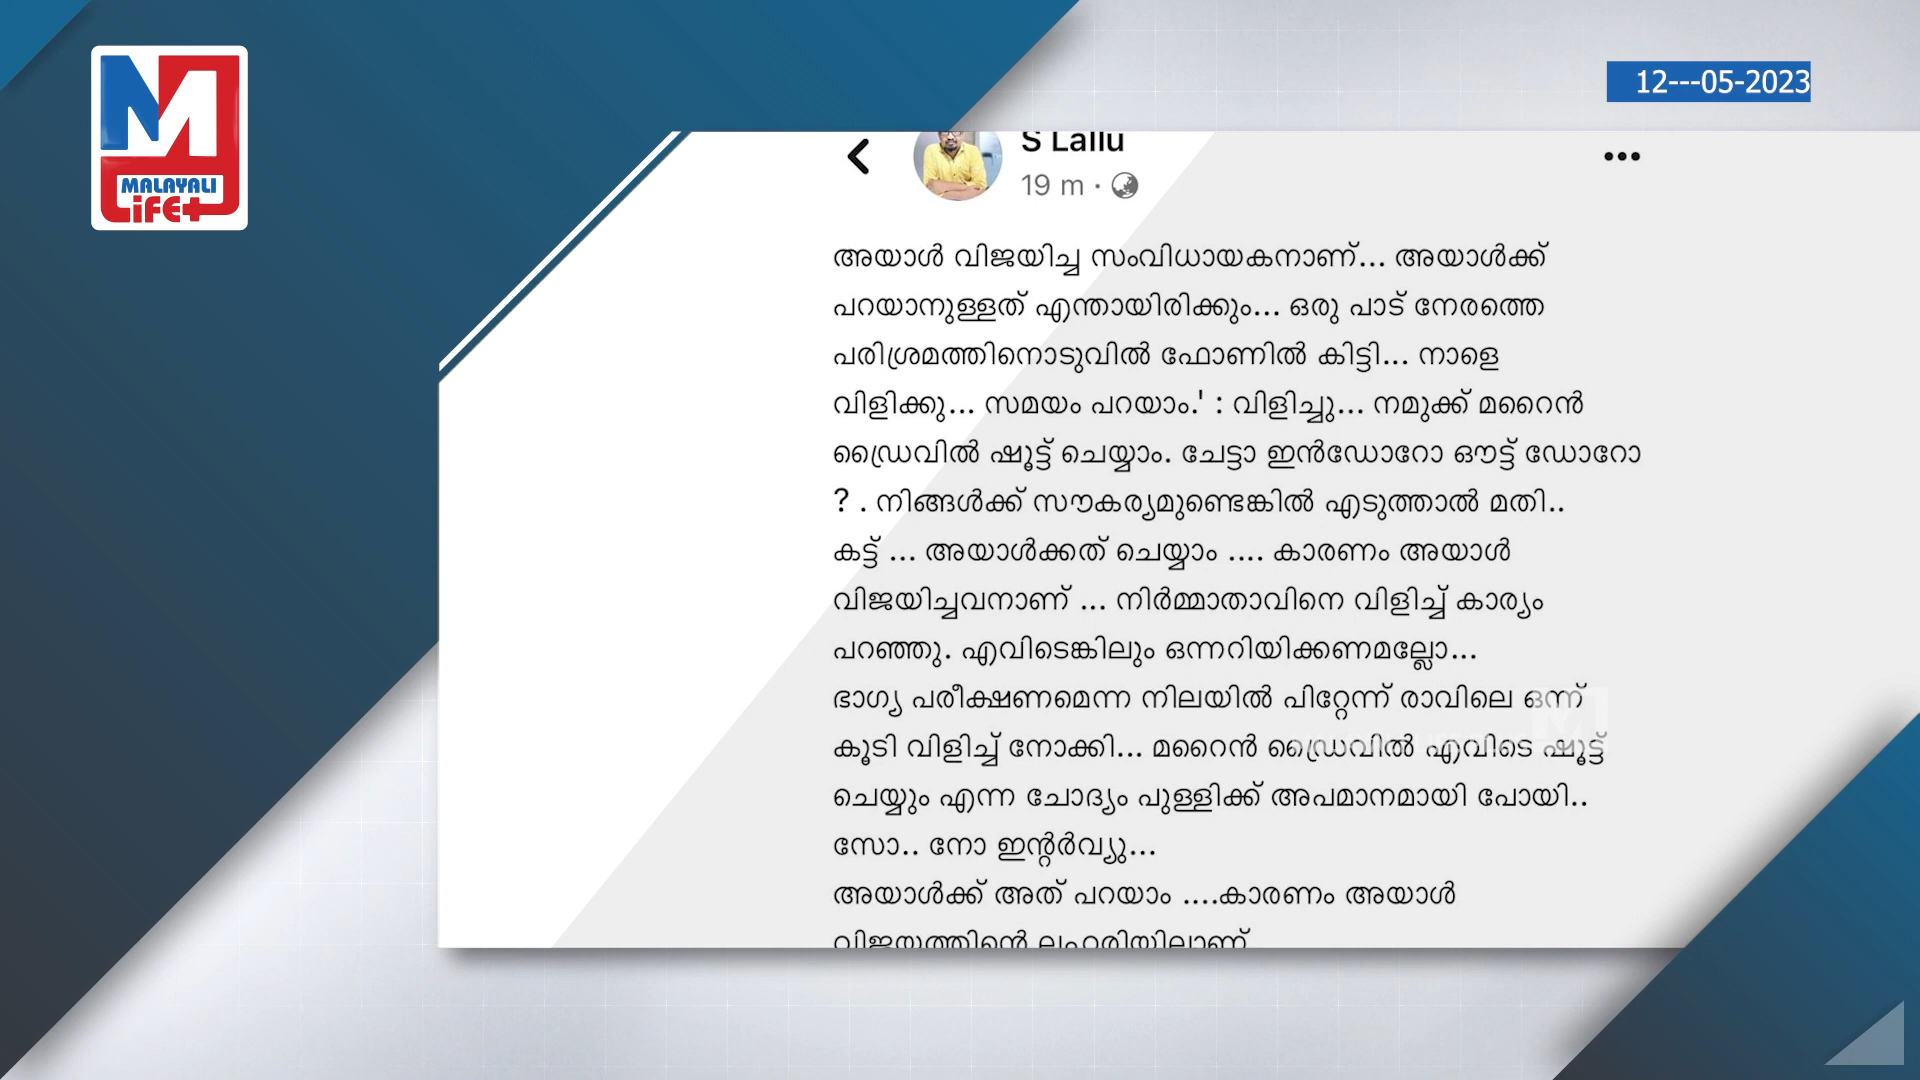 MALAYALI
LiFE+
12---05-2023
S Lallu
19 m ·
അയാൾ വിജയിച്ച സംവിധായകനാണ്... അയാൾക്ക്
പറയാനുള്ളത് എന്തായിരിക്കും... ഒരു പാട് നേരത്തെ
പരിശ്രമത്തിനൊടുവിൽ ഫോണിൽ കിട്ടി... നാളെ
വിളിക്കു... സമയം പറയാം.' : വിളിച്ചു... നമുക്ക് മറൈൻ
ഡ്രൈവിൽ ഷൂട്ട് ചെയ്യാം. ചേട്ടാ ഇൻഡോറോ ഔട്ട് ഡോറോ
? . നിങ്ങൾക്ക് സൗകര്യമുണ്ടെങ്കിൽ എടുത്താൽ മതി..
കട്ട് ... അയാൾക്കത് ചെയ്യാം .... കാരണം അയാൾ
വിജയിച്ചവനാണ് ... നിർമ്മാതാവിനെ വിളിച്ച് കാര്യം
പറഞ്ഞു. എവിടെങ്കിലും ഒന്നറിയിക്കണമല്ലോ...
ഭാഗ്യ പരീക്ഷണമെന്ന നിലയിൽ പിറ്റേന്ന് രാവിലെ ഒന്ന്
കൂടി വിളിച്ച് നോക്കി... മറൈൻ ഡ്രൈവിൽ എവിടെ ഷൂട്ട്
ചെയ്യും എന്ന ചോദ്യം പുള്ളിക്ക് അപമാനമായി പോയി..
സോ.. നോ ഇന്റർവ്യു...
അയാൾക്ക് അത് പറയാം ....കാരണം അയാൾ
വിജയത്തിന്റെ ലഹരിയിലാണ്